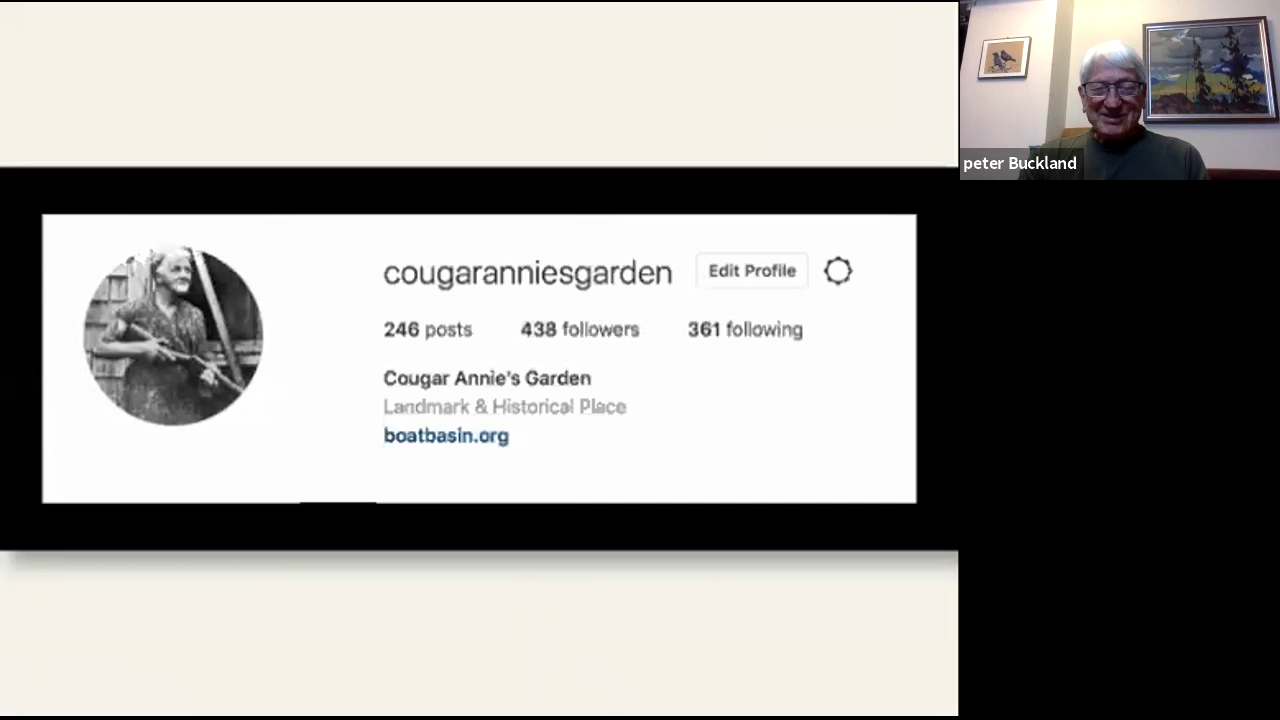 peter Buckland
cougaranniesgarden Edit Profile
246 posts 438 followers 361 following
Cougar Annie's Garden
Landmark & Historical Place
boatbasin.org